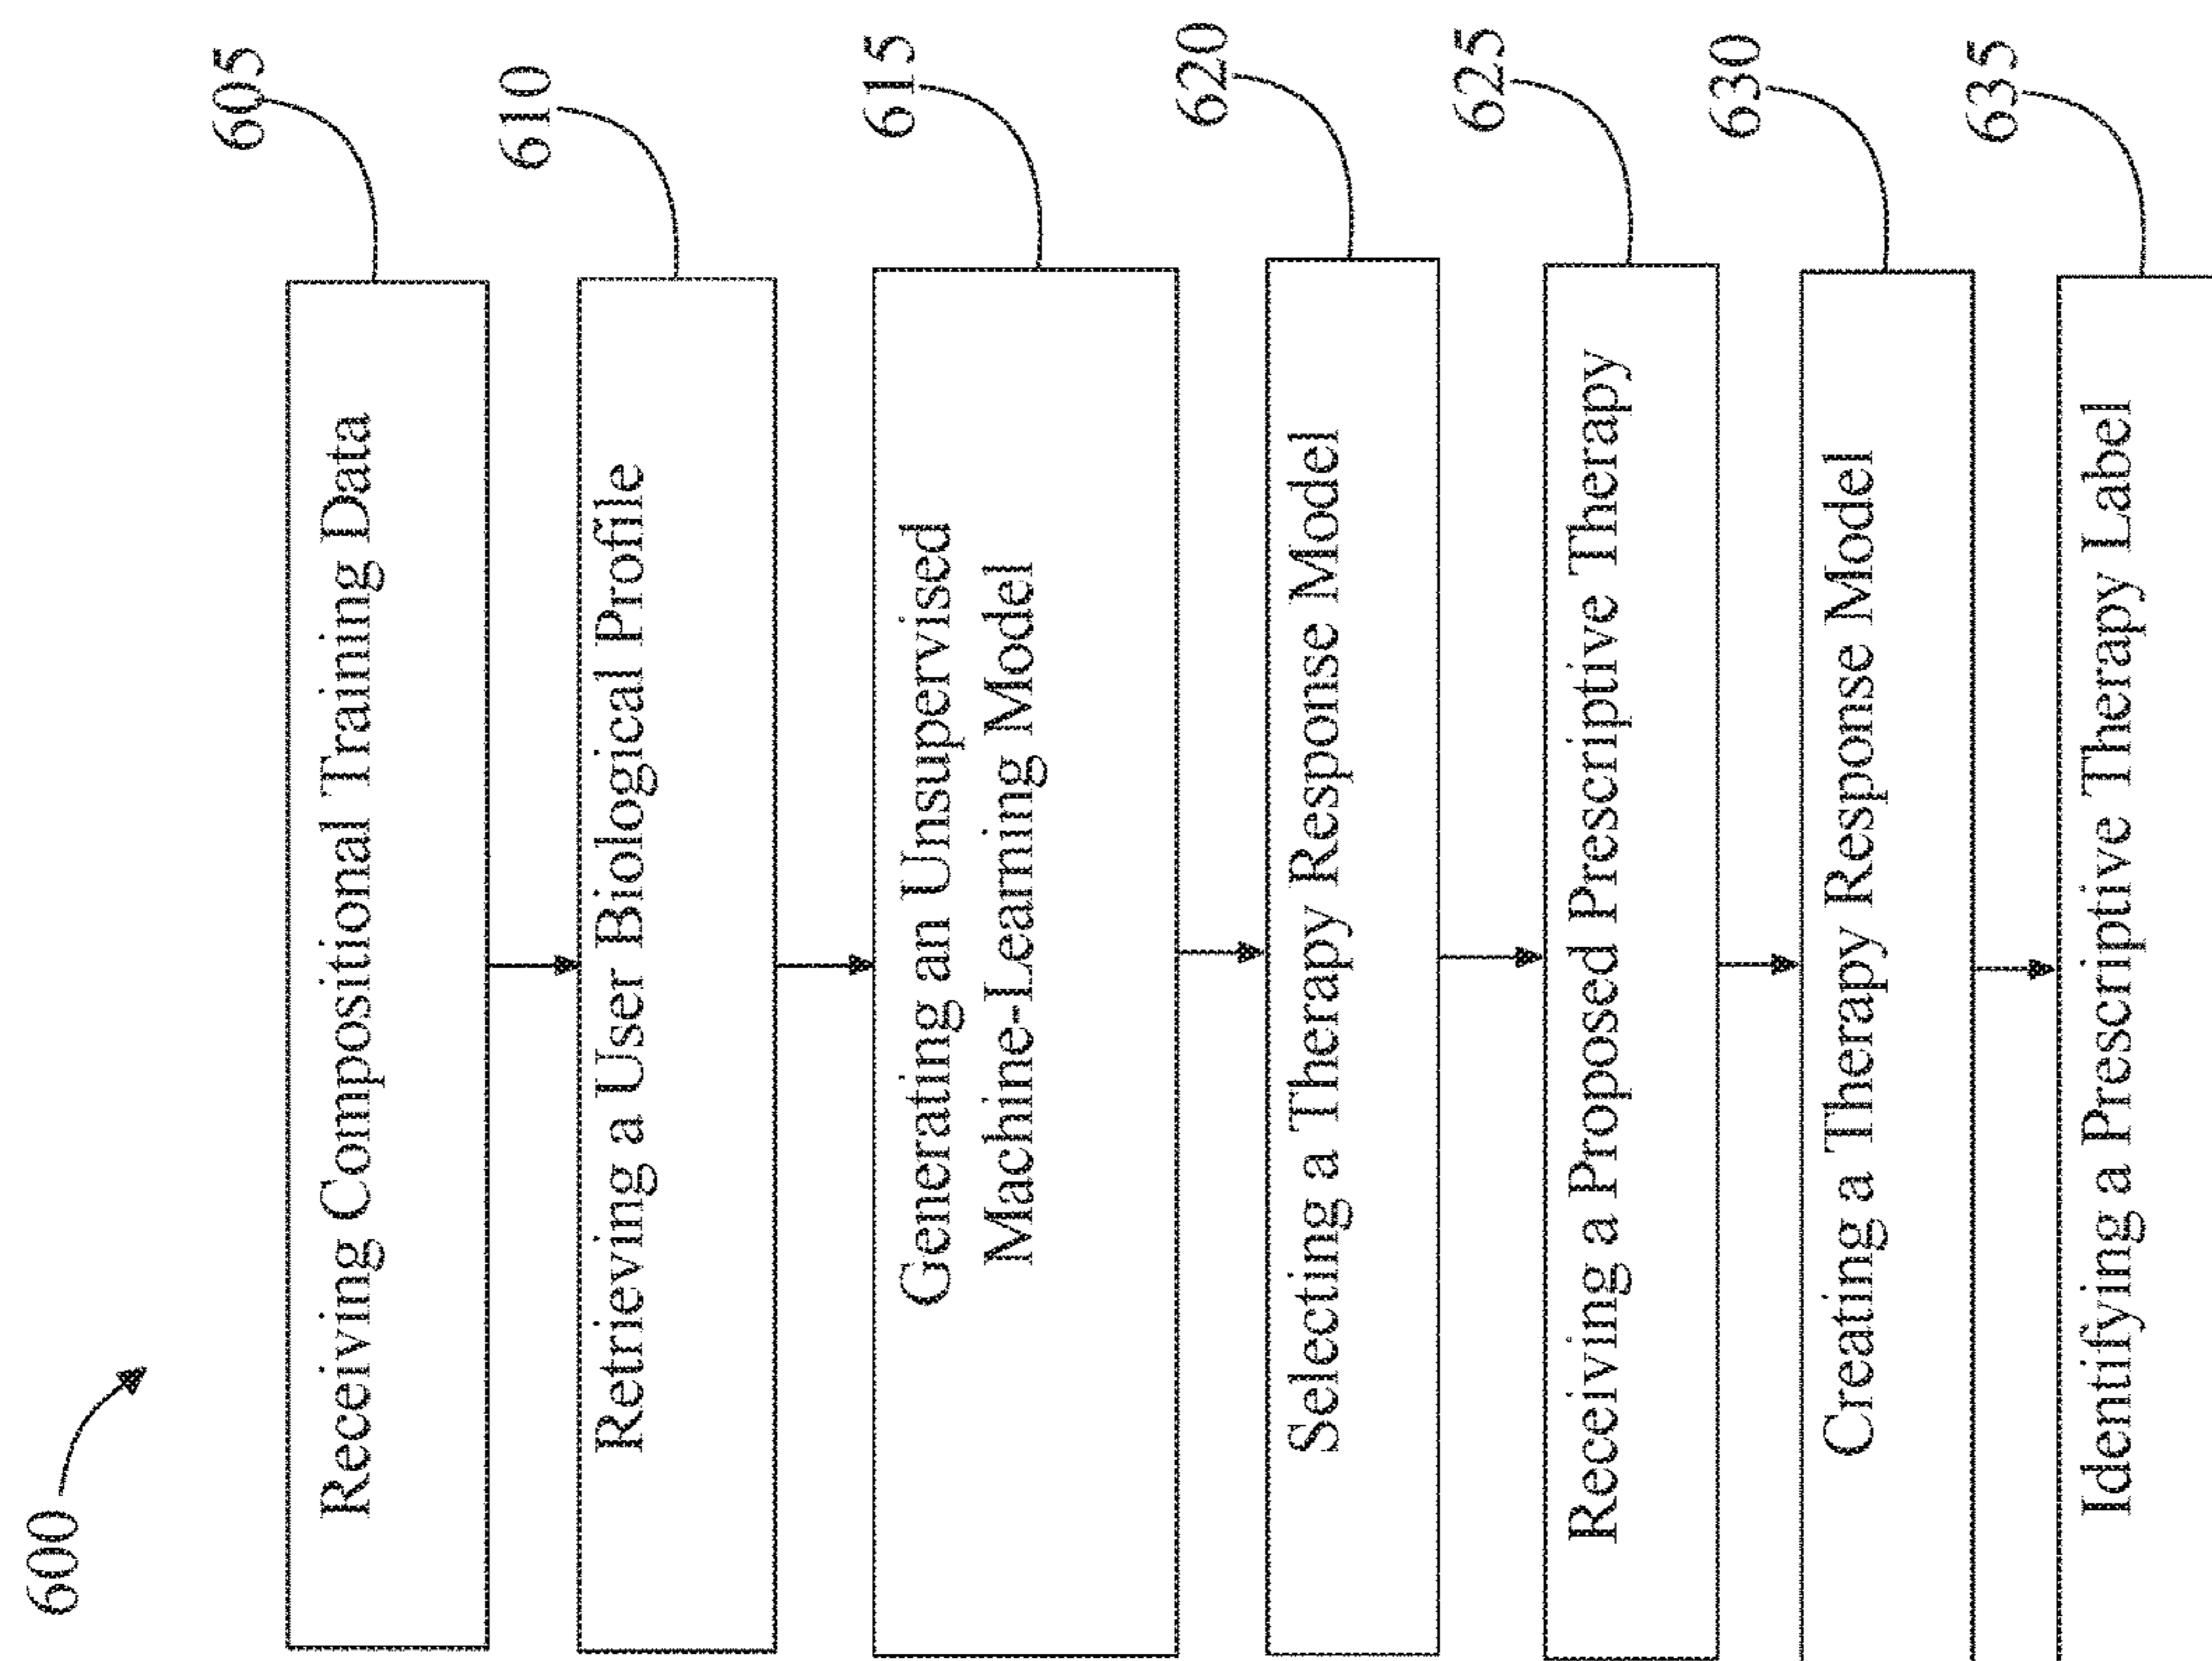 600
605
Receiving Compositional Training Data
610
Retrieving a User Biological Profile
615
Generating an Unsupervised
Machine-Learning Model
620
Selecting a Therapy Response Model
625
Receiving a Proposed Prescriptive Therapy
630
Creating a Therapy Response Model
635
Identifying a Prescriptive Therapy Label